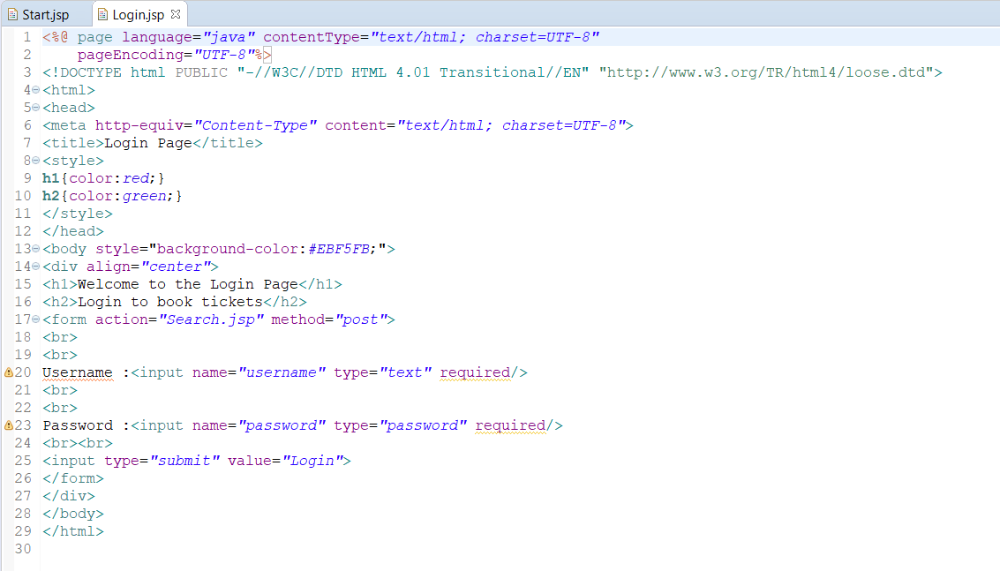 Start.jsp Login.jsp
1 <%@ page language="java" contentType="text/html; charset=UTF-8"
2     pageEncoding="UTF-8"%>
3 <!DOCTYPE html PUBLIC "-//W3C//DTD HTML 4.01 Transitional//EN" "http://www.w3.org/TR/html4/loose.dtd">
4 <html>
5 <head>
6 <meta http-equiv="Content-Type" content="text/html; charset=UTF-8">
7 <title>Login Page</title>
8 <style>
9 h1{color:red;}
10 h2{color:green;}
11 </style>
12 </head>
13 <body style="background-color:#EBF5FB;">
14 <div align="center">
15 <h1>Welcome to the Login Page</h1>
16 <h2>Login to book tickets</h2>
17 <form action="Search.jsp" method="post">
18 <br>
19 <br>
20 Username :<input name="username" type="text" required/>
21 <br>
22 <br>
23 Password :<input name="password" type="password" required/>
24 <br><br>
25 <input type="submit" value="Login">
26 </form>
27 </div>
28 </body>
29 </html>
30